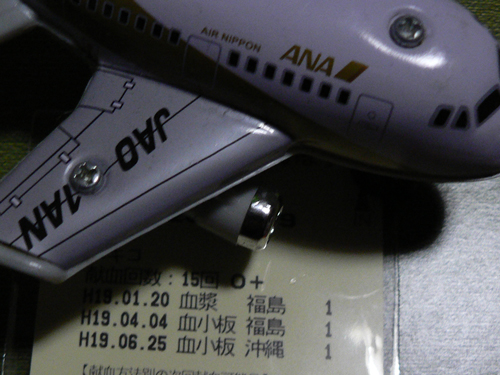 AIR NIPPON
ANA
JA01AN
献血回数:15回 O+
H19.01.20 血漿 福島 1
H19.04.04 血小板 福島 1
H19.06.25 血小板 沖縄 1